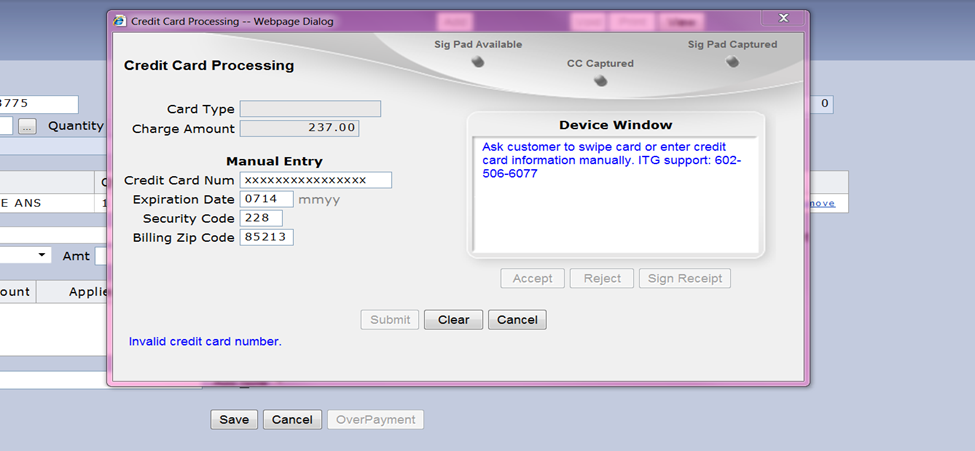 Credit Card Processing -- Webpage Dialog
Add
Print
View
Sig Pad Available
Sig Pad Captured
CC Captured
Credit Card Processing
3775
0
Card Type
Charge Amount 237.00
... Quantity
Device Window
Manual Entry
Ask customer to swipe card or enter credit
card information manually. ITG support: 602-
506-6077
Credit Card Num xxxxxxxxxxxxxxxx
Expiration Date 0714 mmyy
E ANS
move
Security Code 228
Billing Zip Code 85213
Amt
Accept Reject Sign Receipt
ount Applie
Submit Clear Cancel
Invalid credit card number.
Save Cancel OverPayment